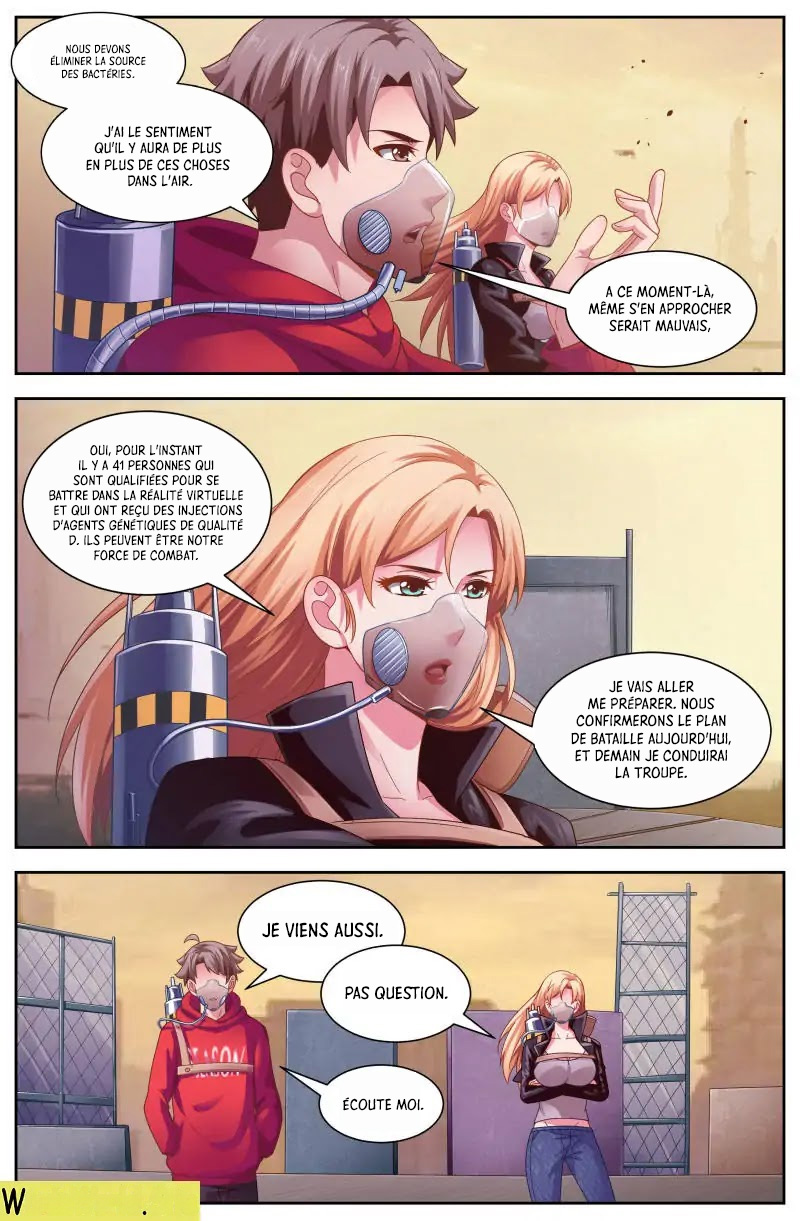 NOUS DEVONS
ÉLIMINER LA SOURCE
DES BACTÉRIES.
J'AI LE SENTIMENT
QU'IL Y AURA DE PLUS
EN PLUS DE CES CHOSES
DANS L'AIR.
A CE MOMENT-LÀ,
MÊME S'EN APPROCHER
SERAIT MAUVAIS,
OUI, POUR L'INSTANT
IL Y A 41 PERSONNES QUI
SONT QUALIFIÉES POUR SE
BATTRE DANS LA RÉALITÉ VIRTUELLE
ET QUI ONT REÇU DES INJECTIONS
D'AGENTS GÉNÉTIQUES DE QUALITÉ
D. ILS PEUVENT ÊTRE NOTRE
FORCE DE COMBAT.
JE VAIS ALLER
ME PRÉPARER. NOUS
CONFIRMERONS LE PLAN
DE BATAILLE AUJOURD'HUI,
ET DEMAIN JE CONDUIRAI
LA TROUPE.
JE VIENS AUSSI.
PAS QUESTION.
ÉCOUTE MOI.
W .